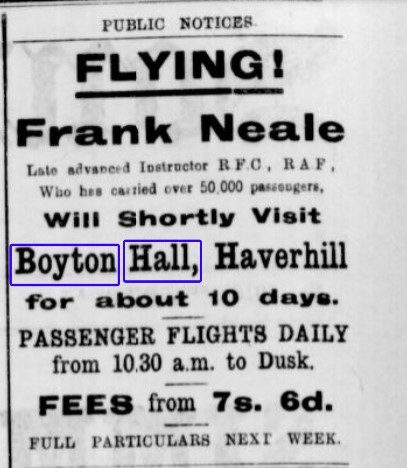 PUBLIC NOTICES.
FLYING!
Frank Neale
Late advanced Instructor R F.C, R A F,
Who has carried over 50,000 passengers,
Will Shortly Visit
Boyton Hall, Haverhill
for about 10 days.
PASSENGER FLIGHTS DAILY
from 10.30 a.m. to Dusk.
FEES from 7s. 6d.
FULL PARTICULARS NEXT WEEK.